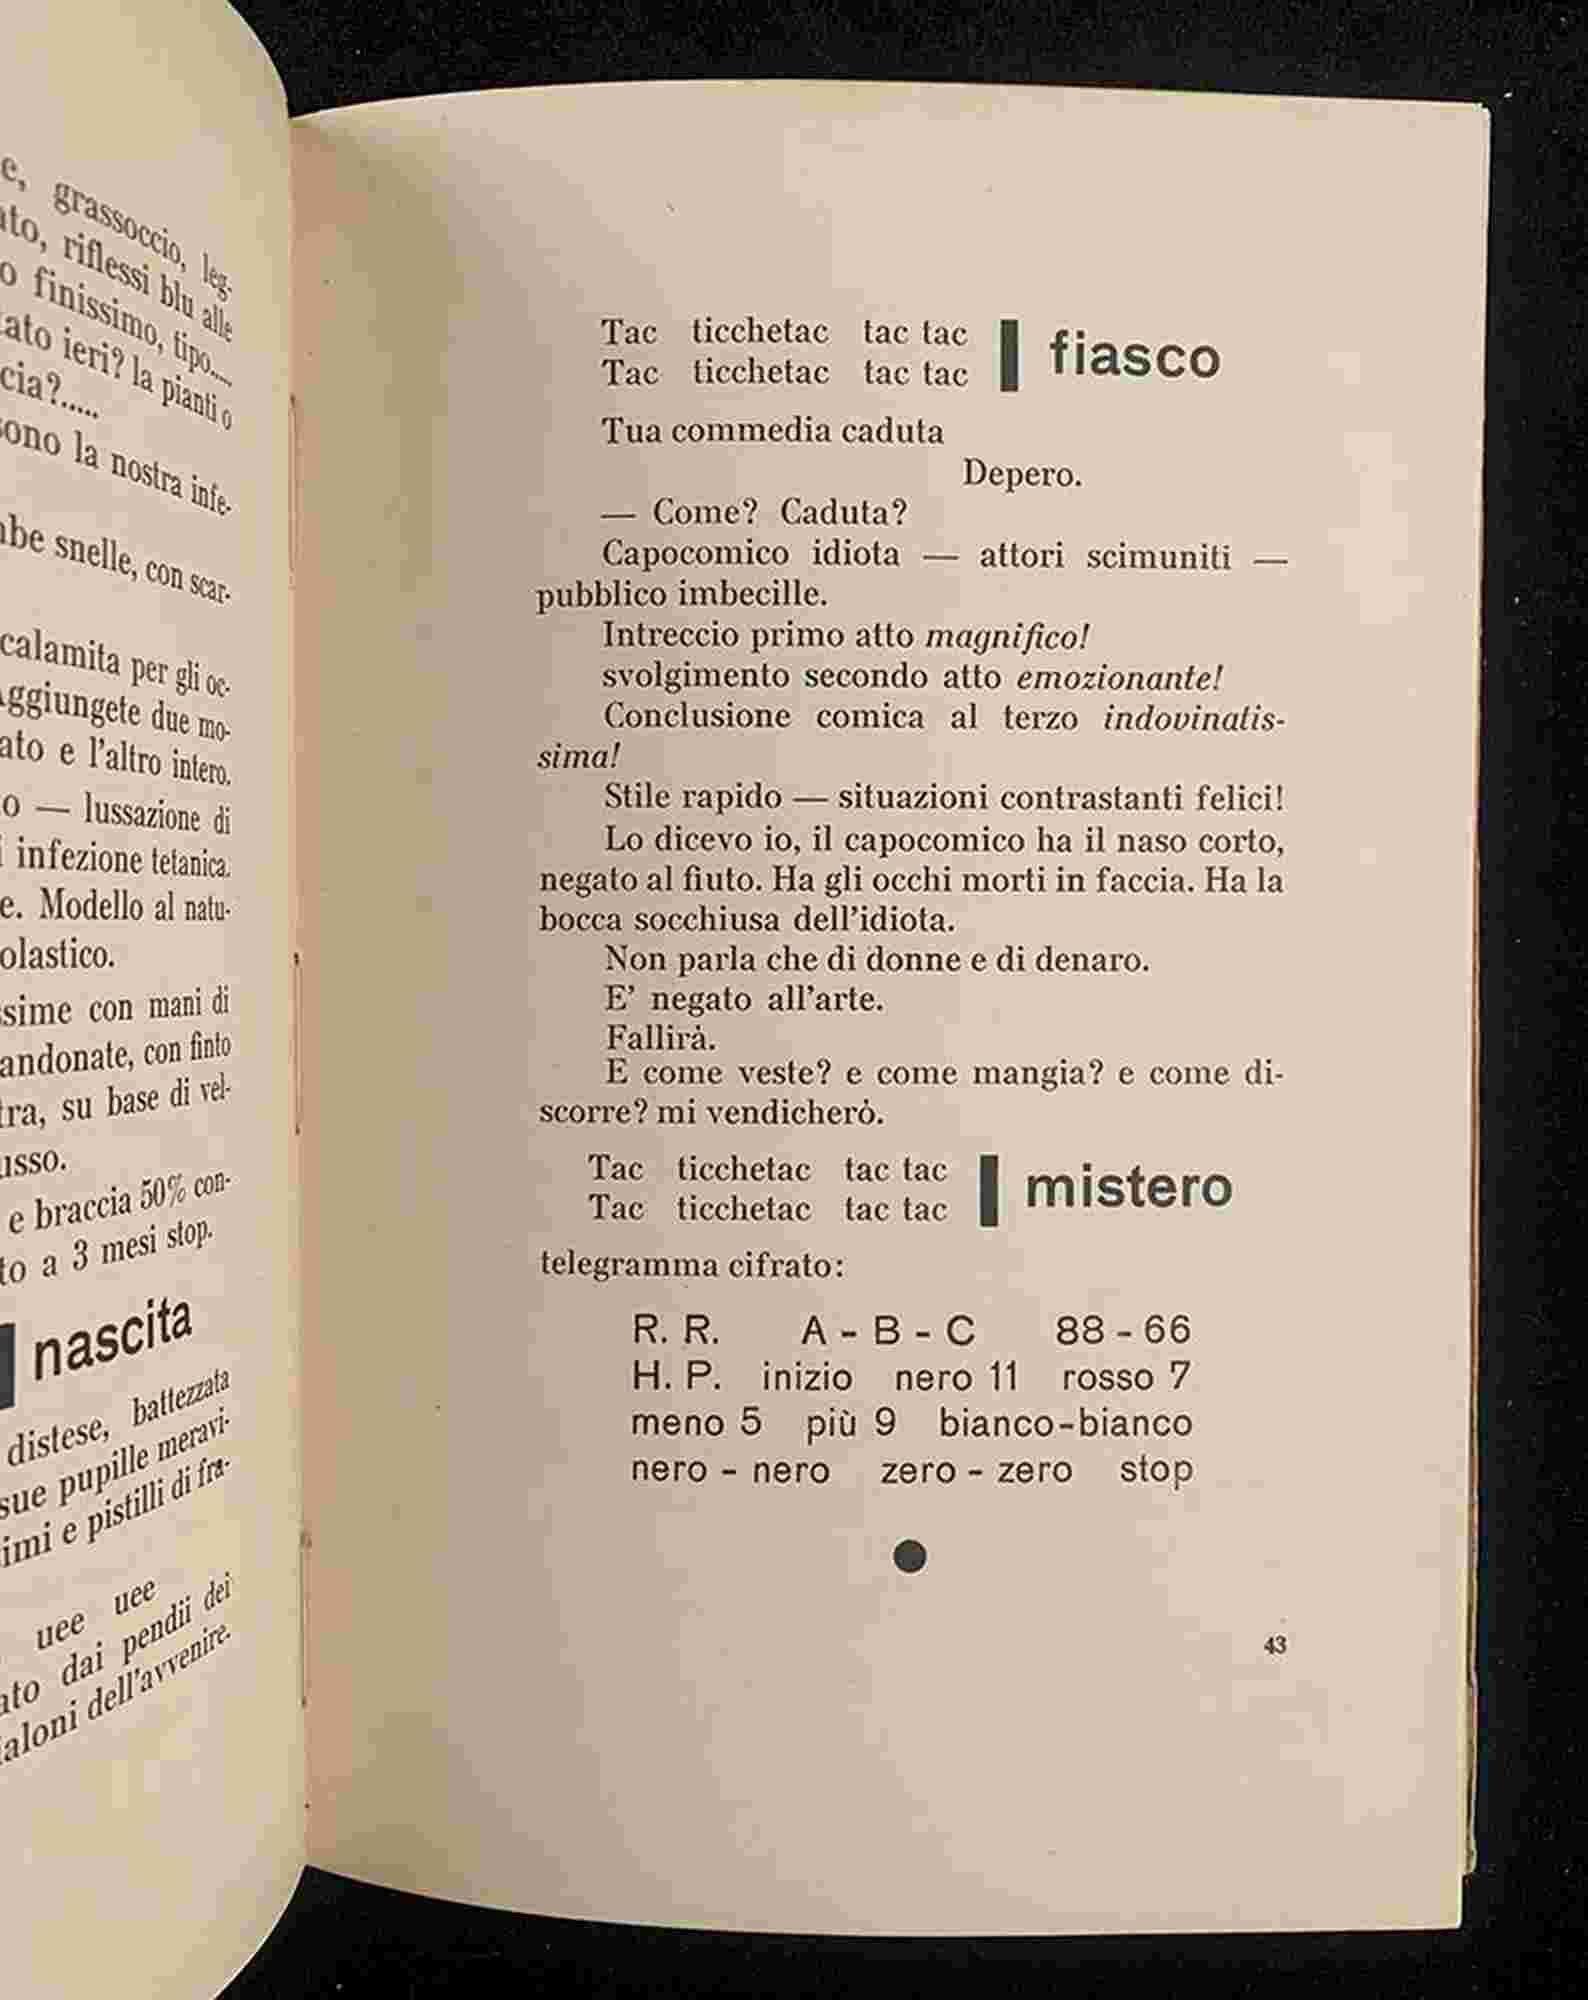 e, grassoccio, leg-
ato, riflessi blu alle
o finissimo, tipo....
ato ieri? la pianti o
cia?.....
sono la nostra infe-
be snelle, con scar-
calamita per gli oc-
Aggiungete due mo-
ato e l'altro intero.
o — lussazione di
i infezione tetanica.
e. Modello al natu-
olastico.
ssime con mani di
andonate, con finto
tra, su base di vel-
usso.
e braccia 50% con-
to a 3 mesi stop.
nascita
distese, battezzata
sue pupille meravi-
imi e pistilli di fra-
uee uee
ato dai pendii dei
ialoni dell'avvenire.
Tac ticchetac tac tac
Tac ticchetac tac tac
fiasco
Tua commedia caduta
Depero.
— Come? Caduta?
Capocomico idiota — attori scimuniti —
pubblico imbecille.
Intreccio primo atto magnifico!
svolgimento secondo atto emozionante!
Conclusione comica al terzo indovinatis-
sima!
Stile rapido — situazioni contrastanti felici!
Lo dicevo io, il capocomico ha il naso corto,
negato al fiuto. Ha gli occhi morti in faccia. Ha la
bocca socchiusa dell'idiota.
Non parla che di donne e di denaro.
E' negato all'arte.
Fallirà.
E come veste? e come mangia? e come di-
scorre? mi vendicherò.
Tac ticchetac tac tac
Tac ticchetac tac tac
mistero
telegramma cifrato:
R. R. A - B - C 88 - 66
H. P. inizio nero 11 rosso 7
meno 5 più 9 bianco-bianco
nero - nero zero - zero stop
43